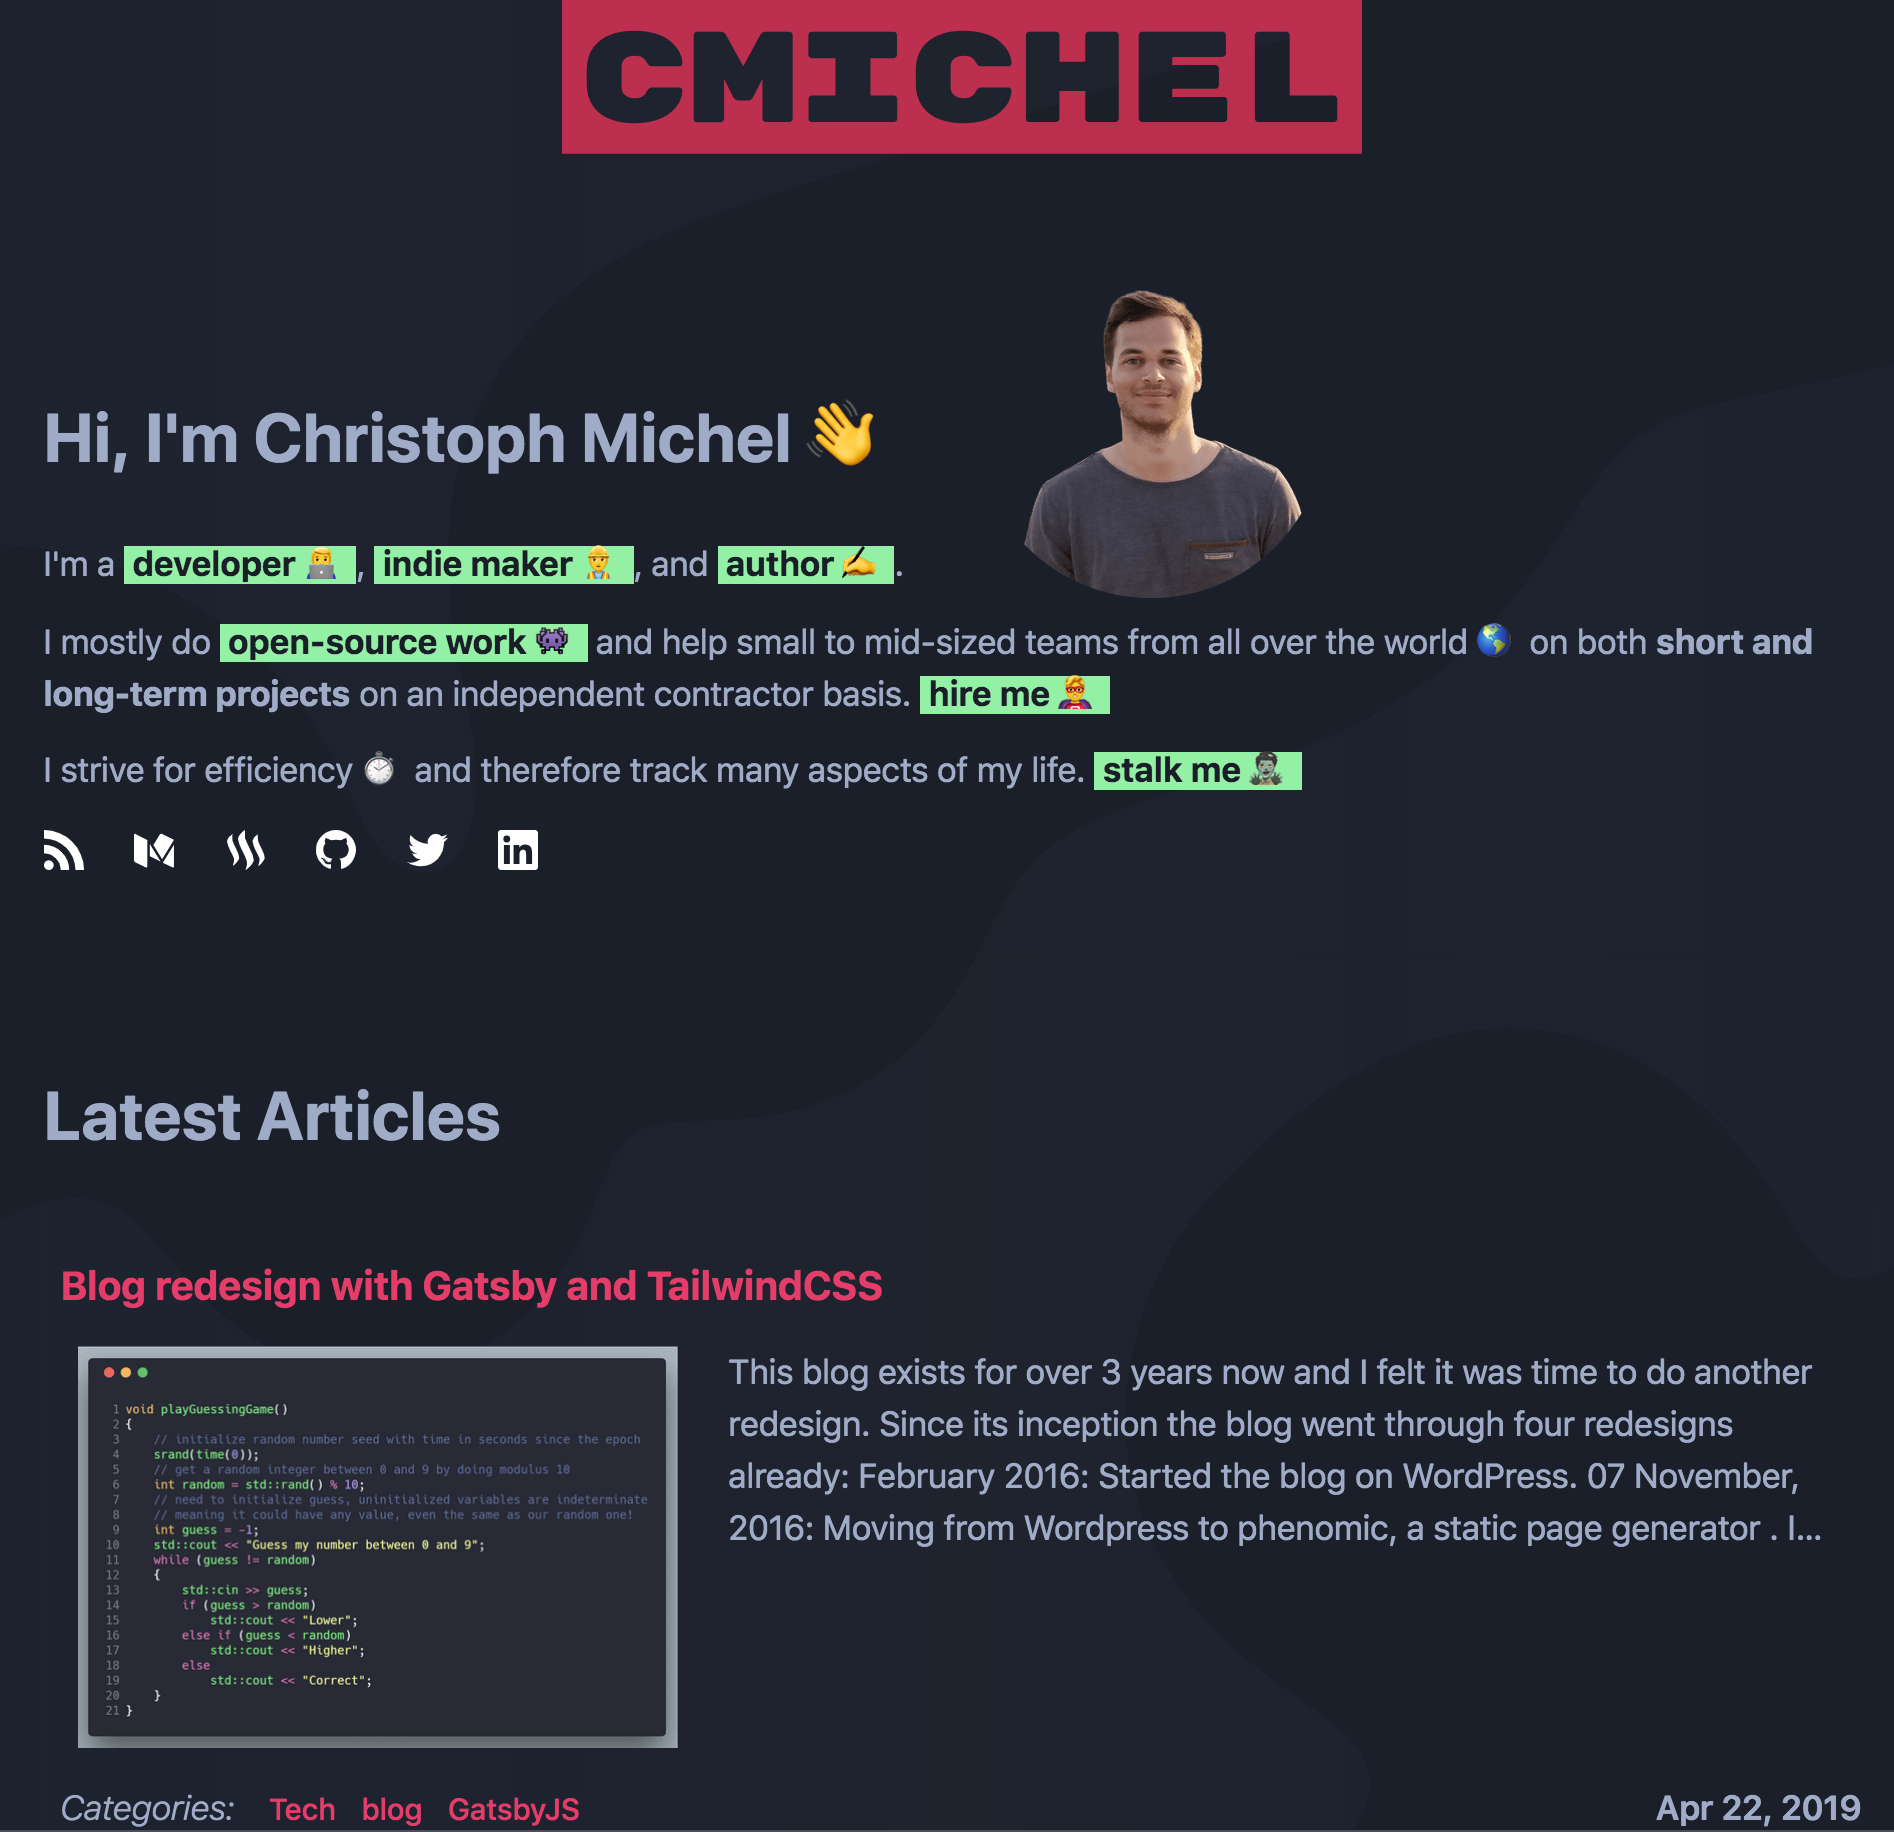 CMICHEL
Hi, I'm Christoph Michel 👋
I'm a developer 👨‍💻 , indie maker 👷 , and author ✍️ .
I mostly do open-source work 👾 and help small to mid-sized teams from all over the world 🌎 on both short and
long-term projects on an independent contractor basis. hire me 🦸‍♂️
I strive for efficiency ⏱ and therefore track many aspects of my life. stalk me 🧟‍♂️
in
Latest Articles
Blog redesign with Gatsby and TailwindCSS
1 void playGuessingGame()
2 {
3 // initialize random number seed with time in seconds since the epoch
4 srand(time(0));
5 // get a random integer between 0 and 9 by doing modulus 10
6 int random = std::rand() % 10;
7 // need to initialize guess, uninitialized variables are indeterminate
8 // meaning it could have any value, even the same as our random one!
9 int guess = -1;
10 std::cout << "Guess my number between 0 and 9";
11 while (guess != random)
12 {
13 std::cin >> guess;
14 if (guess > random)
15 std::cout << "Lower";
16 else if (guess < random)
17 std::cout << "Higher";
18 else
19 std::cout << "Correct";
20 }
21 }
This blog exists for over 3 years now and I felt it was time to do another
redesign. Since its inception the blog went through four redesigns
already: February 2016: Started the blog on WordPress. 07 November,
2016: Moving from Wordpress to phenomic, a static page generator . I…
Categories: Tech blog GatsbyJS
Apr 22, 2019